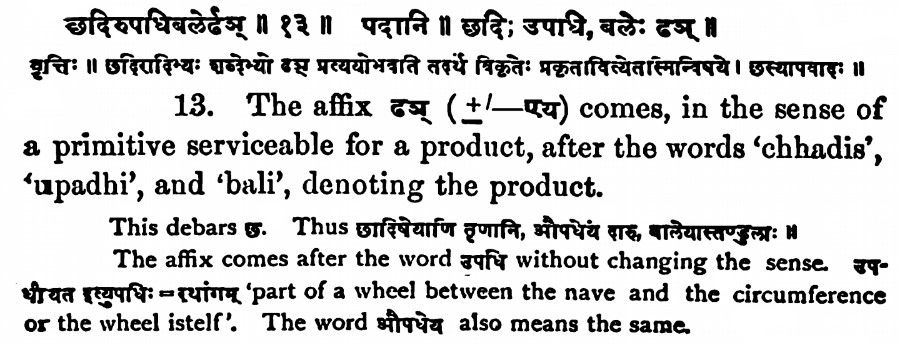 छदिरुपधिबलेर्ढञ् ॥ १३ ॥ पदानि ॥ छदिः उपाधि, बलेः ढञ् ॥
वृत्तिः ॥ छदिरादिभ्यः शब्देभ्यो ढञ् प्रत्ययोभवति तदर्थं विकृतेः प्रकृतावित्येतास्मिन्विषये । छस्यापवादः ॥
13. The affix ढञ् (±/—एय) comes, in the sense of
a primitive serviceable for a product, after the words ‘chhadis’,
‘upadhi’, and ‘bali’, denoting the product.
This debars छ. Thus छादिषेयाणि तृणानि, औपधेयं दारु, बालेयास्तण्डुलाः ॥
The affix comes after the word उपधि without changing the sense. उप-
धीयत इत्युपधिः = रथांगम् ‘part of a wheel between the nave and the circumference
or the wheel istelf’. The word औपधेय also means the same.